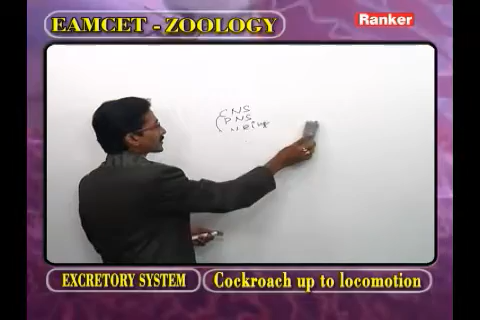 EAMCET - ZOOLOGY
Ranker
CNS
PNS
EXCRETORY SYSTEM
Cockroach up to locomotion